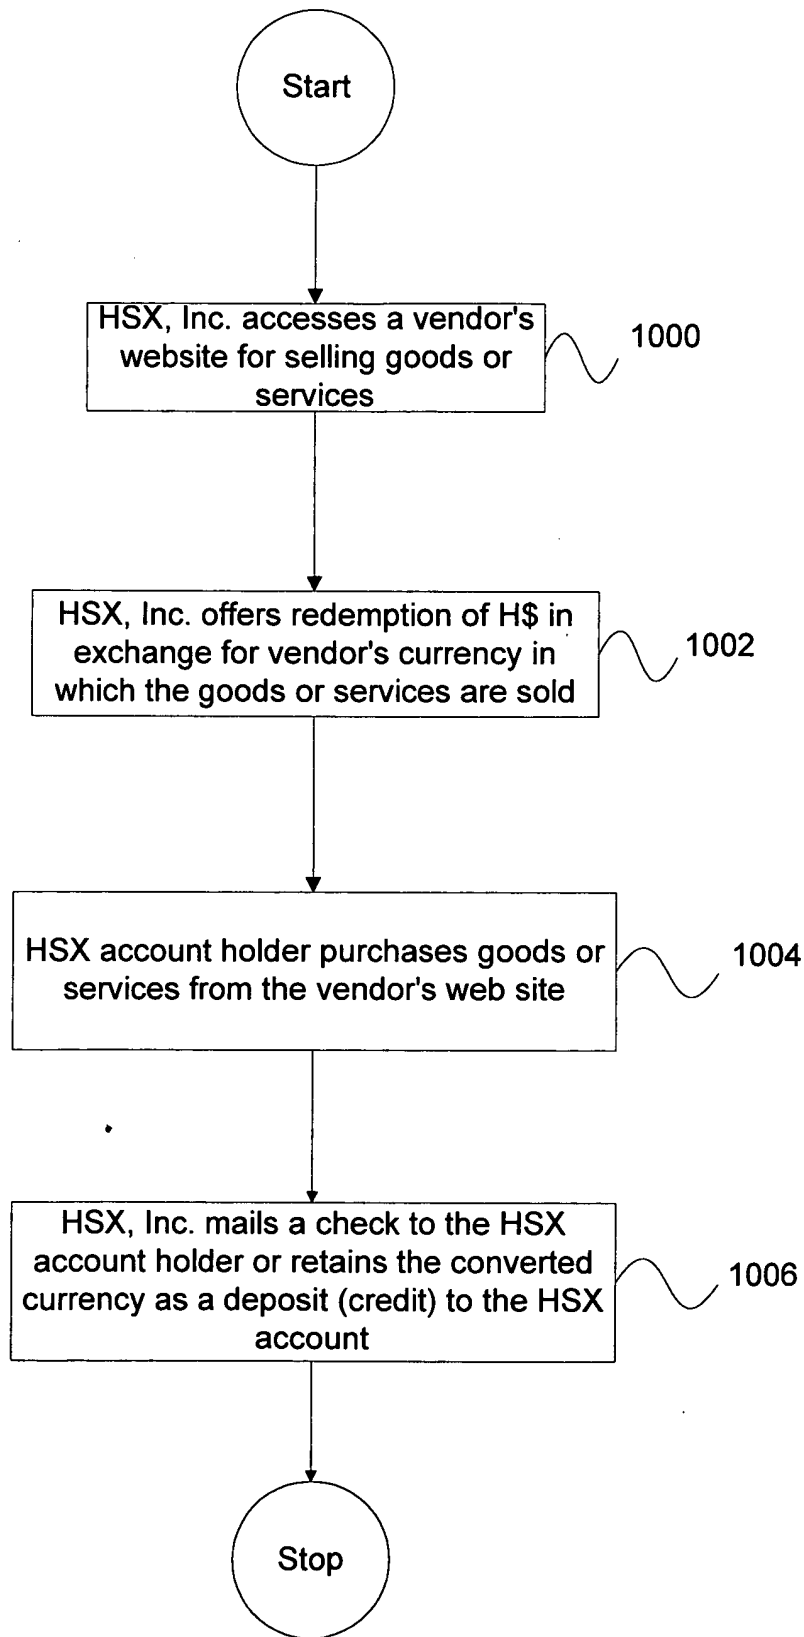 Start
HSX, Inc. accesses a vendor's
website for selling goods or
services
1000
HSX, Inc. offers redemption of H$ in
exchange for vendor's currency in
which the goods or services are sold
1002
HSX account holder purchases goods or
services from the vendor's web site
1004
HSX, Inc. mails a check to the HSX
account holder or retains the converted
currency as a deposit (credit) to the HSX
account
1006
Stop